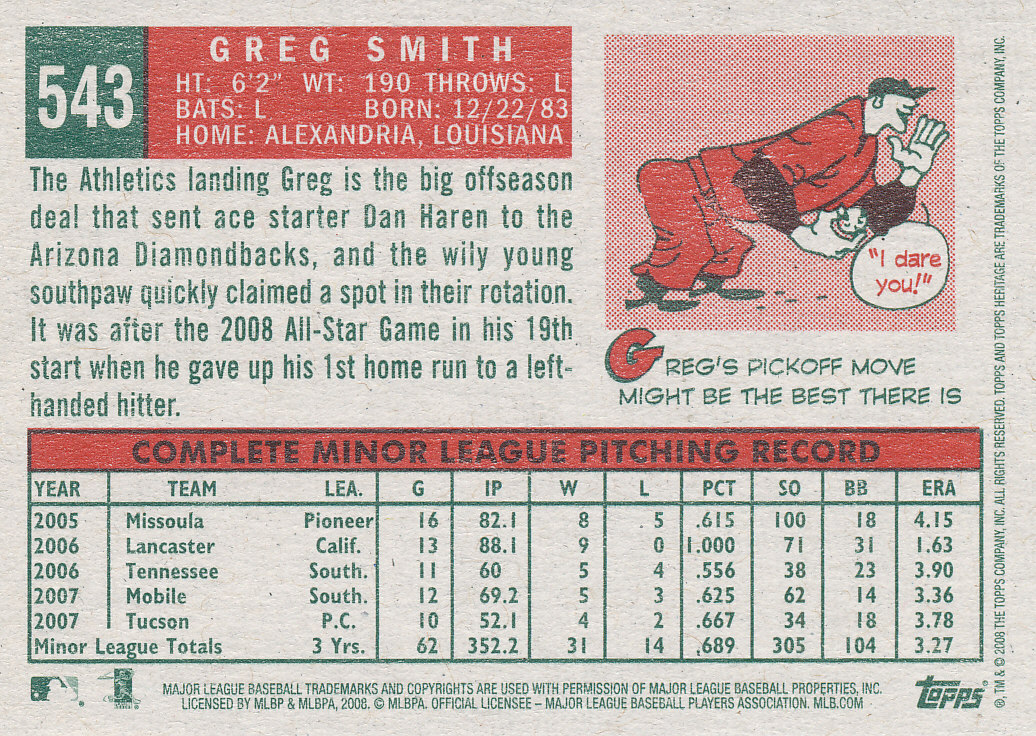 543
GREG SMITH
HT: 6'2" WT: 190 THROWS: L
BATS: L BORN: 12/22/83
HOME: ALEXANDRIA, LOUISIANA
The Athletics landing Greg is the big offseason
deal that sent ace starter Dan Haren to the
Arizona Diamondbacks, and the wily young
southpaw quickly claimed a spot in their rotation.
It was after the 2008 All-Star Game in his 19th
start when he gave up his 1st home run to a left-
handed hitter.
"I dare
you!"
GREG'S PICKOFF MOVE
MIGHT BE THE BEST THERE IS
COMPLETE MINOR LEAGUE PITCHING RECORD
YEAR TEAM LEA. G IP W L PCT SO BB ERA
2005 Missoula Pioneer 16 82.1 8 5 .615 100 18 4.15
2006 Lancaster Calif. 13 88.1 9 0 1.000 71 31 1.63
2006 Tennessee South. 11 60 5 4 .556 38 23 3.90
2007 Mobile South. 12 69.2 5 3 .625 62 14 3.36
2007 Tucson P.C. 10 52.1 4 2 .667 34 18 3.78
Minor League Totals 3 Yrs. 62 352.2 31 14 .689 305 104 3.27
MAJOR LEAGUE BASEBALL TRADEMARKS AND COPYRIGHTS ARE USED WITH PERMISSION OF MAJOR LEAGUE BASEBALL PROPERTIES, INC.
LICENSED BY MLBP & MLBPA, 2008. © MLBPA. OFFICIAL LICENSEE – MAJOR LEAGUE BASEBALL PLAYERS ASSOCIATION. MLB.COM
topps
® TM & © 2008 THE TOPPS COMPANY, INC. ALL RIGHTS RESERVED. TOPPS AND TOPPS HERITAGE ARE TRADEMARKS OF THE TOPPS COMPANY, INC.